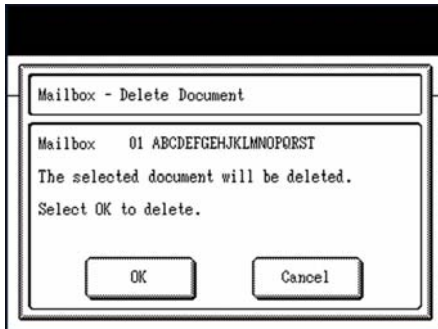 Mailbox - Delete Document
Mailbox 01 ABCDEFGEHJKLMNOPQRST
The selected document will be deleted.
Select OK to delete.
OK Cancel